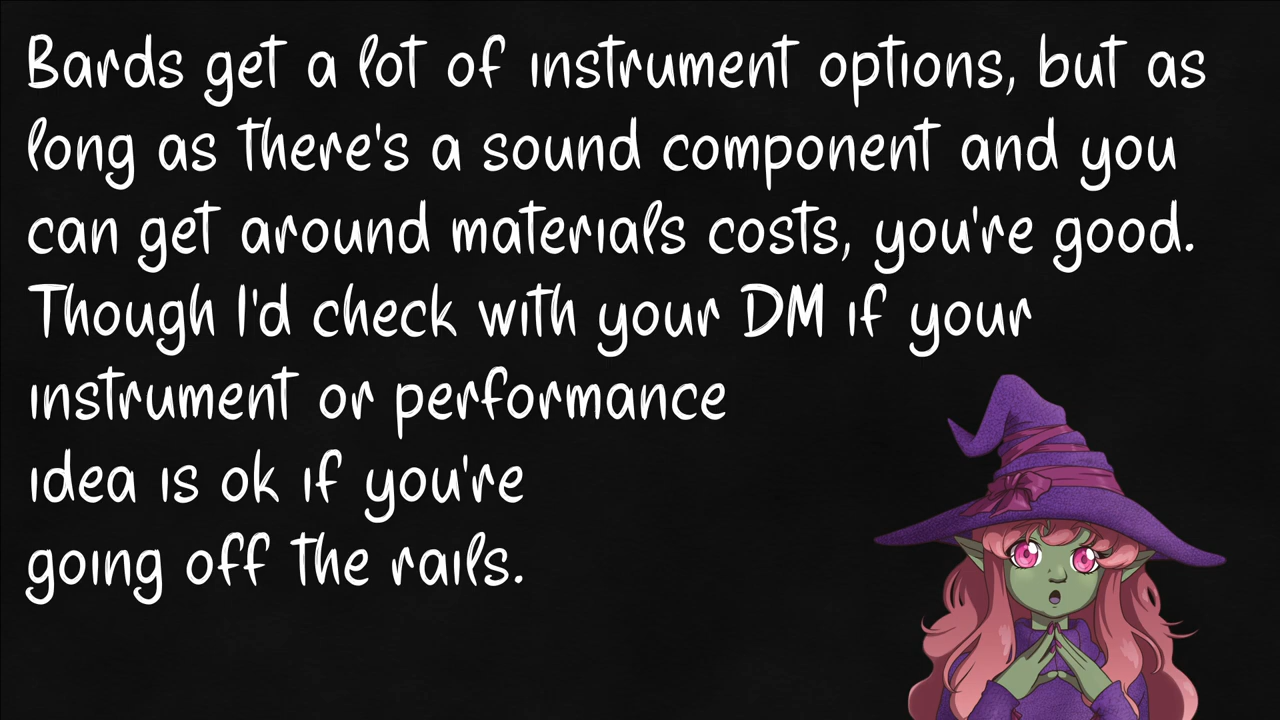 Bards get a lot of instrument options, but as
long as there's a sound component and you
can get around materials costs, you're good.
Though I'd check with your DM if your
instrument or performance
idea is ok if you're
going off the rails.